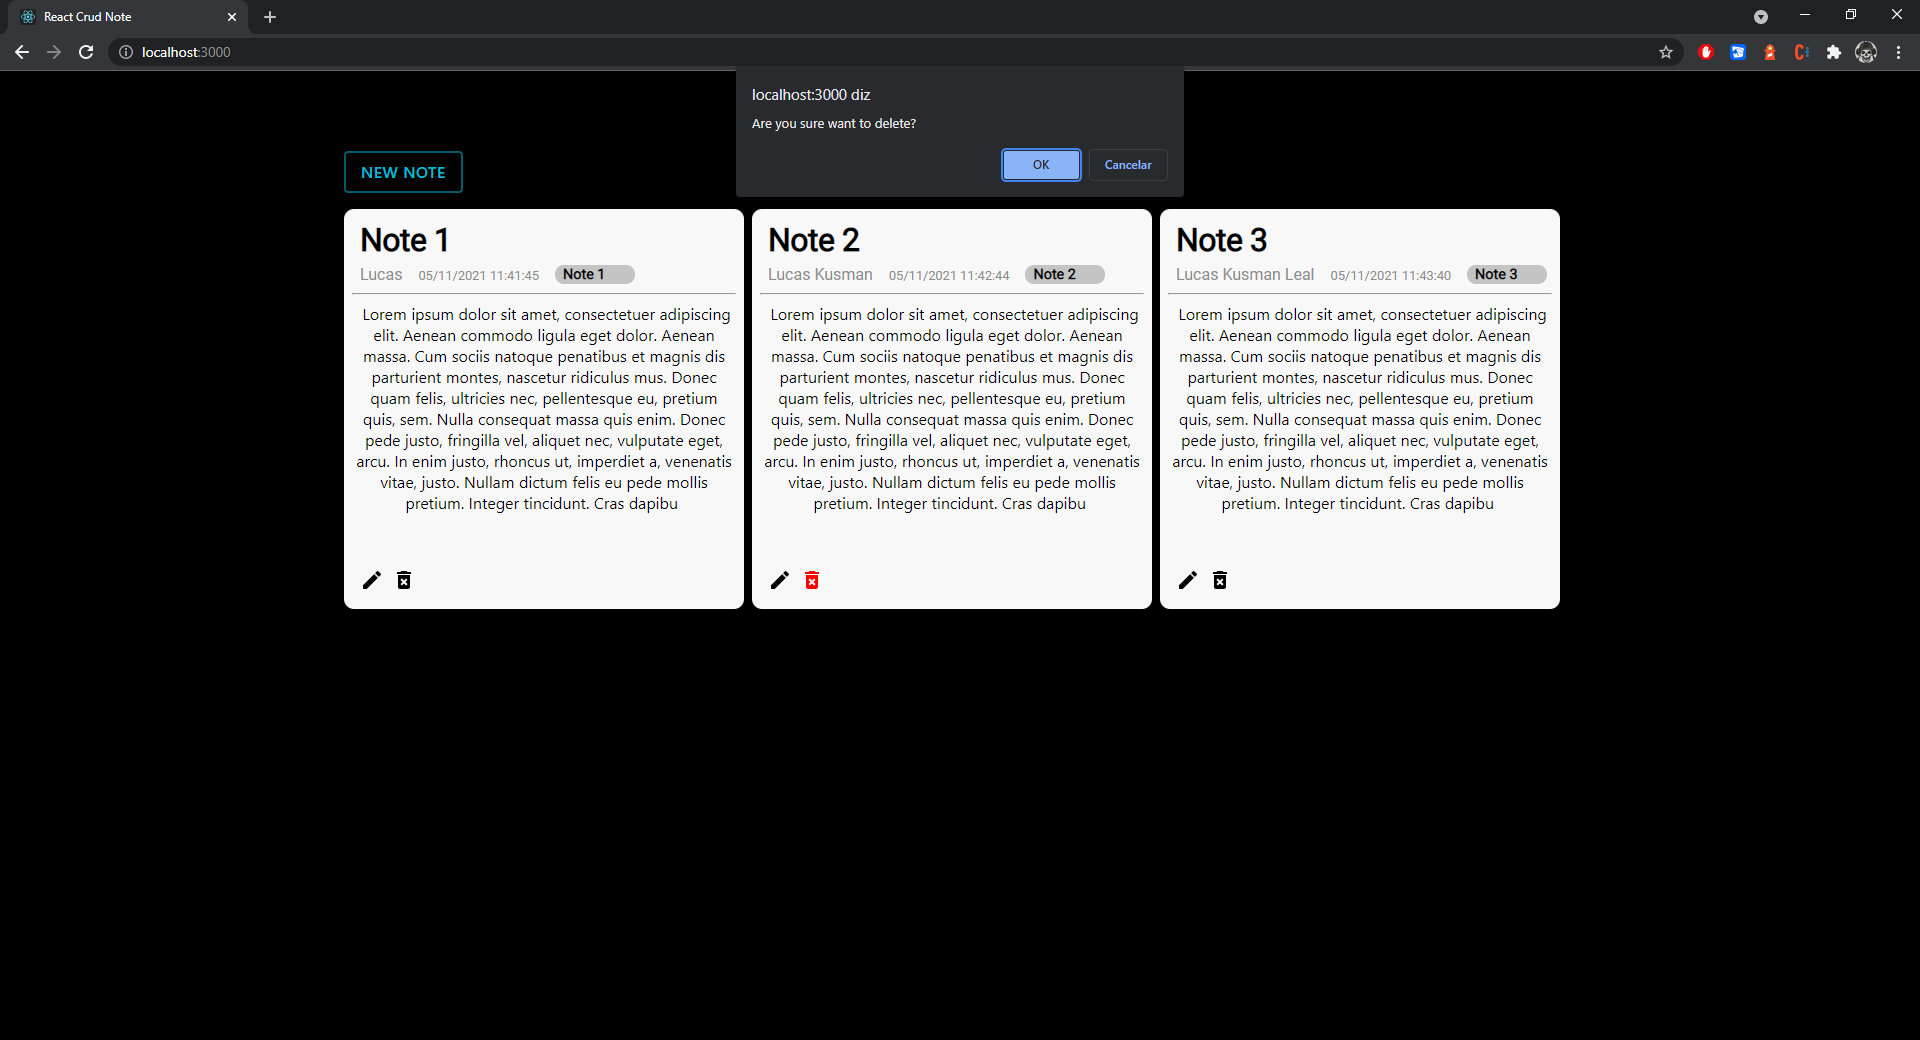 React Crud Note
localhost:3000
localhost:3000 diz
Are you sure want to delete?
OK
Cancelar
NEW NOTE
Note 1
Lucas 05/11/2021 11:41:45 Note 1
Lorem ipsum dolor sit amet, consectetuer adipiscing
elit. Aenean commodo ligula eget dolor. Aenean
massa. Cum sociis natoque penatibus et magnis dis
parturient montes, nascetur ridiculus mus. Donec
quam felis, ultricies nec, pellentesque eu, pretium
quis, sem. Nulla consequat massa quis enim. Donec
pede justo, fringilla vel, aliquet nec, vulputate eget,
arcu. In enim justo, rhoncus ut, imperdiet a, venenatis
vitae, justo. Nullam dictum felis eu pede mollis
pretium. Integer tincidunt. Cras dapibu
Note 2
Lucas Kusman 05/11/2021 11:42:44 Note 2
Lorem ipsum dolor sit amet, consectetuer adipiscing
elit. Aenean commodo ligula eget dolor. Aenean
massa. Cum sociis natoque penatibus et magnis dis
parturient montes, nascetur ridiculus mus. Donec
quam felis, ultricies nec, pellentesque eu, pretium
quis, sem. Nulla consequat massa quis enim. Donec
pede justo, fringilla vel, aliquet nec, vulputate eget,
arcu. In enim justo, rhoncus ut, imperdiet a, venenatis
vitae, justo. Nullam dictum felis eu pede mollis
pretium. Integer tincidunt. Cras dapibu
Note 3
Lucas Kusman Leal 05/11/2021 11:43:40 Note 3
Lorem ipsum dolor sit amet, consectetuer adipiscing
elit. Aenean commodo ligula eget dolor. Aenean
massa. Cum sociis natoque penatibus et magnis dis
parturient montes, nascetur ridiculus mus. Donec
quam felis, ultricies nec, pellentesque eu, pretium
quis, sem. Nulla consequat massa quis enim. Donec
pede justo, fringilla vel, aliquet nec, vulputate eget,
arcu. In enim justo, rhoncus ut, imperdiet a, venenatis
vitae, justo. Nullam dictum felis eu pede mollis
pretium. Integer tincidunt. Cras dapibu